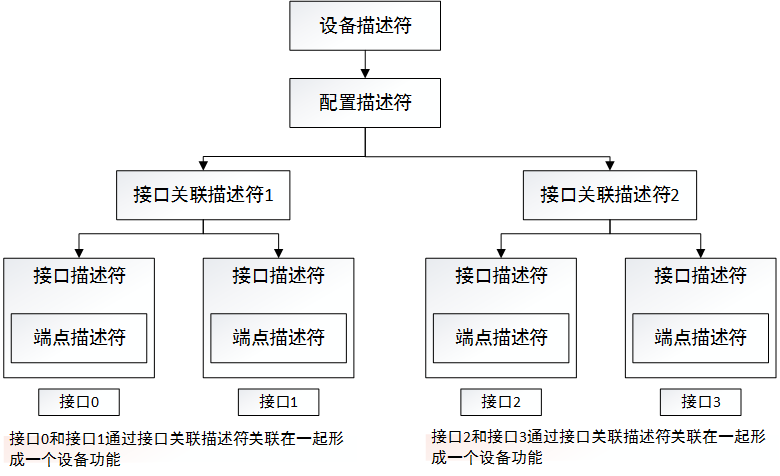 设备描述符
配置描述符
接口关联描述符1
接口关联描述符2
接口描述符
接口描述符
接口描述符
接口描述符
端点描述符
端点描述符
端点描述符
端点描述符
接口0
接口1
接口2
接口3
接口0和接口1通过接口关联描述符关联在一起形
成一个设备功能
接口2和接口3通过接口关联描述符关联在一起形
成一个设备功能